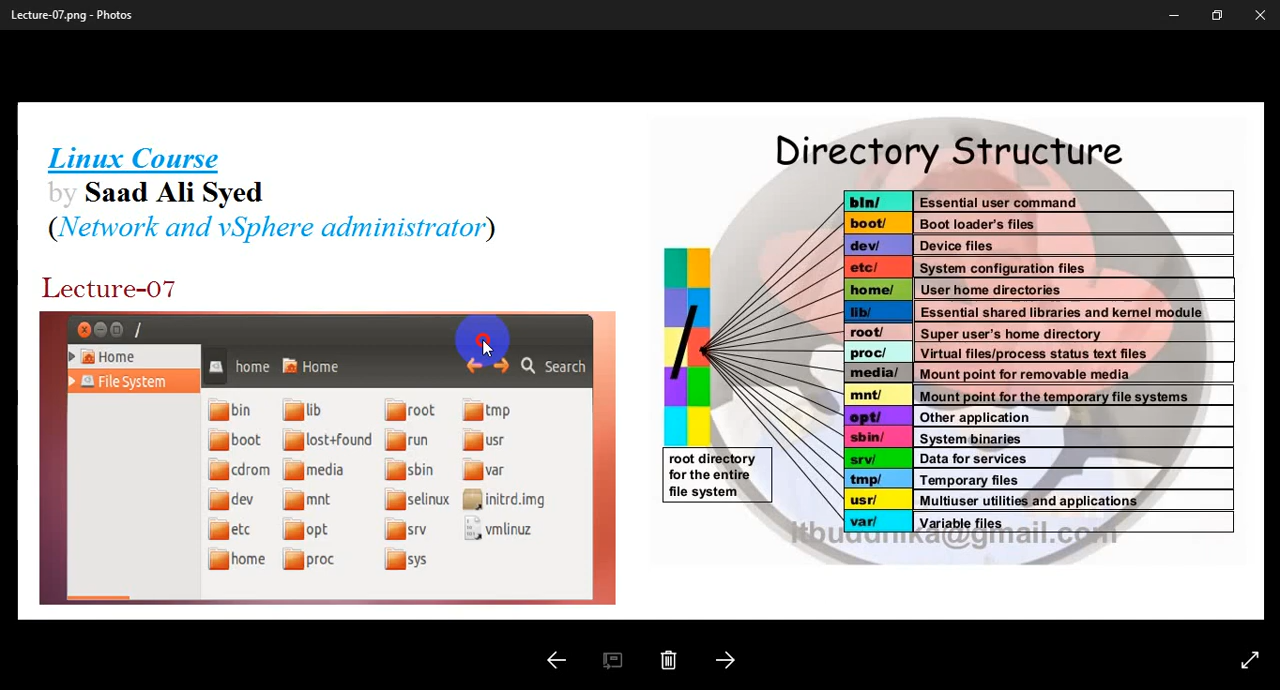 Lecture-07.png - Photos
Linux Course
by Saad Ali Syed
(Network and vSphere administrator)
Lecture-07
/
Home
File System
home
Home
Search
bin
lib
root
tmp
boot
lost+found
run
usr
cdrom
media
sbin
var
dev
mnt
selinux
initrd.img
etc
opt
srv
vmlinuz
home
proc
sys
Directory Structure
/
root directory
for the entire
file system
bin/ Essential user command
boot/ Boot loader's files
dev/ Device files
etc/ System configuration files
home/ User home directories
lib/ Essential shared libraries and kernel module
root/ Super user's home directory
proc/ Virtual files/process status text files
media/ Mount point for removable media
mnt/ Mount point for the temporary file systems
opt/ Other application
sbin/ System binaries
srv/ Data for services
tmp/ Temporary files
usr/ Multiuser utilities and applications
var/ Variable files
itbuddhika@gmail.com